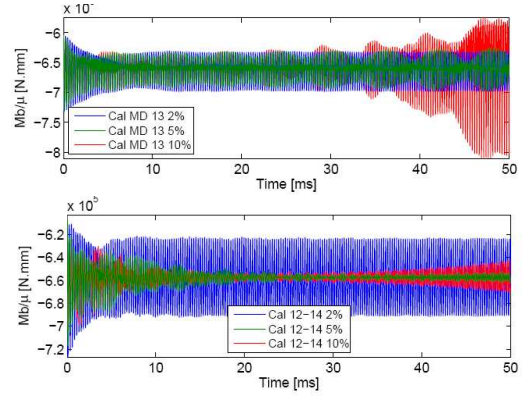 x 10
−6
−6.5
−7
−7.5
−8
Mb/μ [N.mm]
Cal MD 13 2%
Cal MD 13 5%
Cal MD 13 10%
0 10 20 30 40 50
Time [ms]
x 10^5
−6.2
−6.4
−6.6
−6.8
−7
−7.2
Mb/μ [N.mm]
Cal 12−14 2%
Cal 12−14 5%
Cal 12−14 10%
0 10 20 30 40 50
Time [ms]